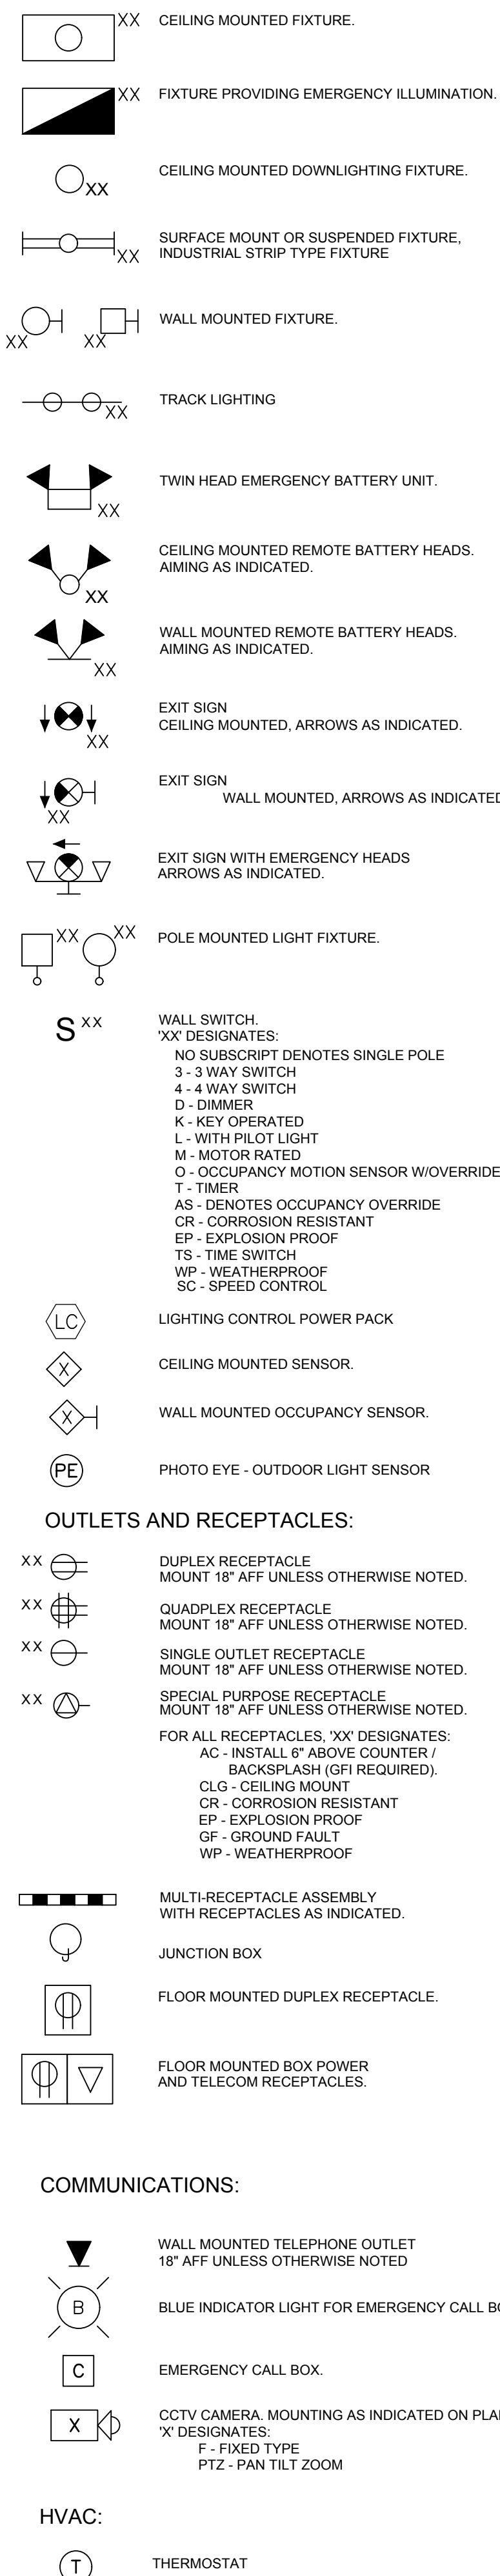 XX CEILING MOUNTED FIXTURE.
XX FIXTURE PROVIDING EMERGENCY ILLUMINATION.
XX CEILING MOUNTED DOWNLIGHTING FIXTURE.
SURFACE MOUNT OR SUSPENDED FIXTURE,
XX INDUSTRIAL STRIP TYPE FIXTURE
XX XX WALL MOUNTED FIXTURE.
XX TRACK LIGHTING
XX TWIN HEAD EMERGENCY BATTERY UNIT.
CEILING MOUNTED REMOTE BATTERY HEADS.
XX AIMING AS INDICATED.
WALL MOUNTED REMOTE BATTERY HEADS.
XX AIMING AS INDICATED.
EXIT SIGN
XX CEILING MOUNTED, ARROWS AS INDICATED.
EXIT SIGN
XX WALL MOUNTED, ARROWS AS INDICATED
EXIT SIGN WITH EMERGENCY HEADS
ARROWS AS INDICATED.
XX XX POLE MOUNTED LIGHT FIXTURE.
S XX WALL SWITCH.
'XX' DESIGNATES:
NO SUBSCRIPT DENOTES SINGLE POLE
3 - 3 WAY SWITCH
4 - 4 WAY SWITCH
D - DIMMER
K - KEY OPERATED
L - WITH PILOT LIGHT
M - MOTOR RATED
O - OCCUPANCY MOTION SENSOR W/OVERRIDE
T - TIMER
AS - DENOTES OCCUPANCY OVERRIDE
CR - CORROSION RESISTANT
EP - EXPLOSION PROOF
TS - TIME SWITCH
WP - WEATHERPROOF
SC - SPEED CONTROL
LC LIGHTING CONTROL POWER PACK
X CEILING MOUNTED SENSOR.
X WALL MOUNTED OCCUPANCY SENSOR.
PE PHOTO EYE - OUTDOOR LIGHT SENSOR
OUTLETS AND RECEPTACLES:
XX DUPLEX RECEPTACLE
MOUNT 18" AFF UNLESS OTHERWISE NOTED.
XX QUADPLEX RECEPTACLE
MOUNT 18" AFF UNLESS OTHERWISE NOTED.
XX SINGLE OUTLET RECEPTACLE
MOUNT 18" AFF UNLESS OTHERWISE NOTED.
XX SPECIAL PURPOSE RECEPTACLE
MOUNT 18" AFF UNLESS OTHERWISE NOTED.
FOR ALL RECEPTACLES, 'XX' DESIGNATES:
AC - INSTALL 6" ABOVE COUNTER /
BACKSPLASH (GFI REQUIRED).
CLG - CEILING MOUNT
CR - CORROSION RESISTANT
EP - EXPLOSION PROOF
GF - GROUND FAULT
WP - WEATHERPROOF
MULTI-RECEPTACLE ASSEMBLY
WITH RECEPTACLES AS INDICATED.
J JUNCTION BOX
FLOOR MOUNTED DUPLEX RECEPTACLE.
FLOOR MOUNTED BOX POWER
AND TELECOM RECEPTACLES.
COMMUNICATIONS:
WALL MOUNTED TELEPHONE OUTLET
18" AFF UNLESS OTHERWISE NOTED
B BLUE INDICATOR LIGHT FOR EMERGENCY CALL
C EMERGENCY CALL BOX.
X CCTV CAMERA. MOUNTING AS INDICATED ON
'X' DESIGNATES:
F - FIXED TYPE
PTZ - PAN TILT ZOOM
HVAC:
T THERMOSTAT